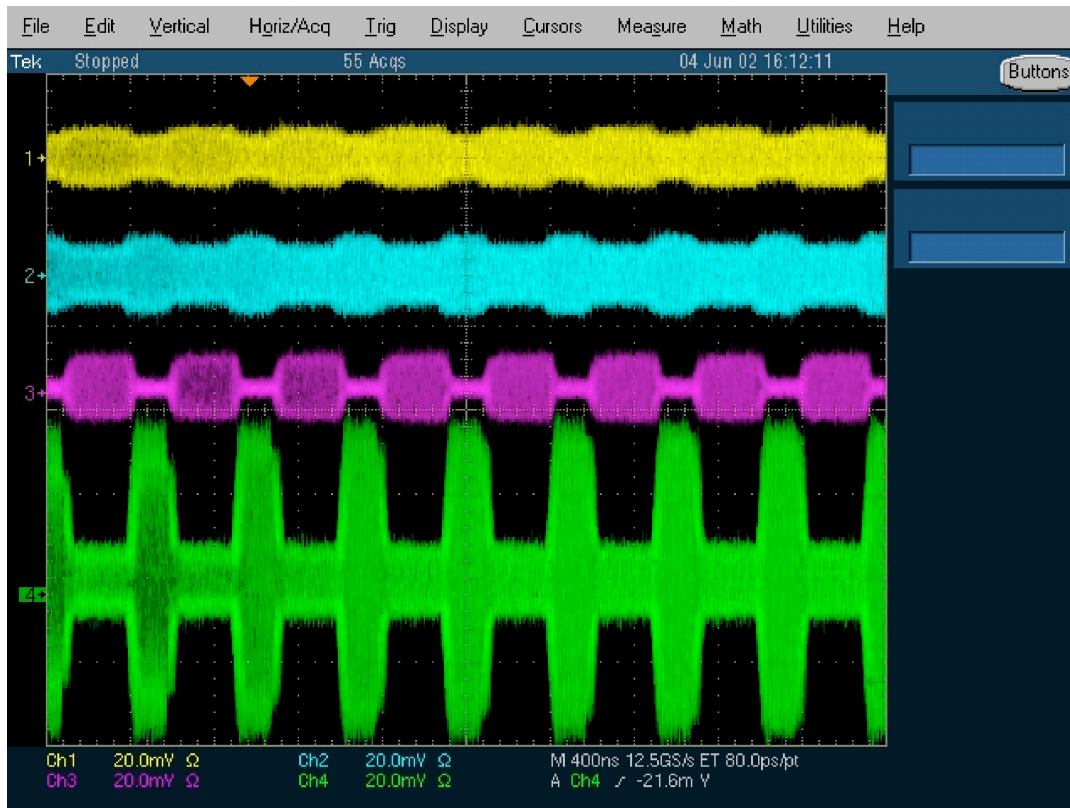 File Edit Vertical Horiz/Acq Trig Display Cursors Measure Math Utilities Help
Tek Stopped 55 Acqs 04 Jun 02 16:12:11
Buttons
1
2
3
4
Ch1 20.0mV Ω Ch2 20.0mV Ω M 400ns 12.5GS/s ET 80.0ps/pt
Ch3 20.0mV Ω Ch4 20.0mV Ω A Ch4 ∕ -21.6m V